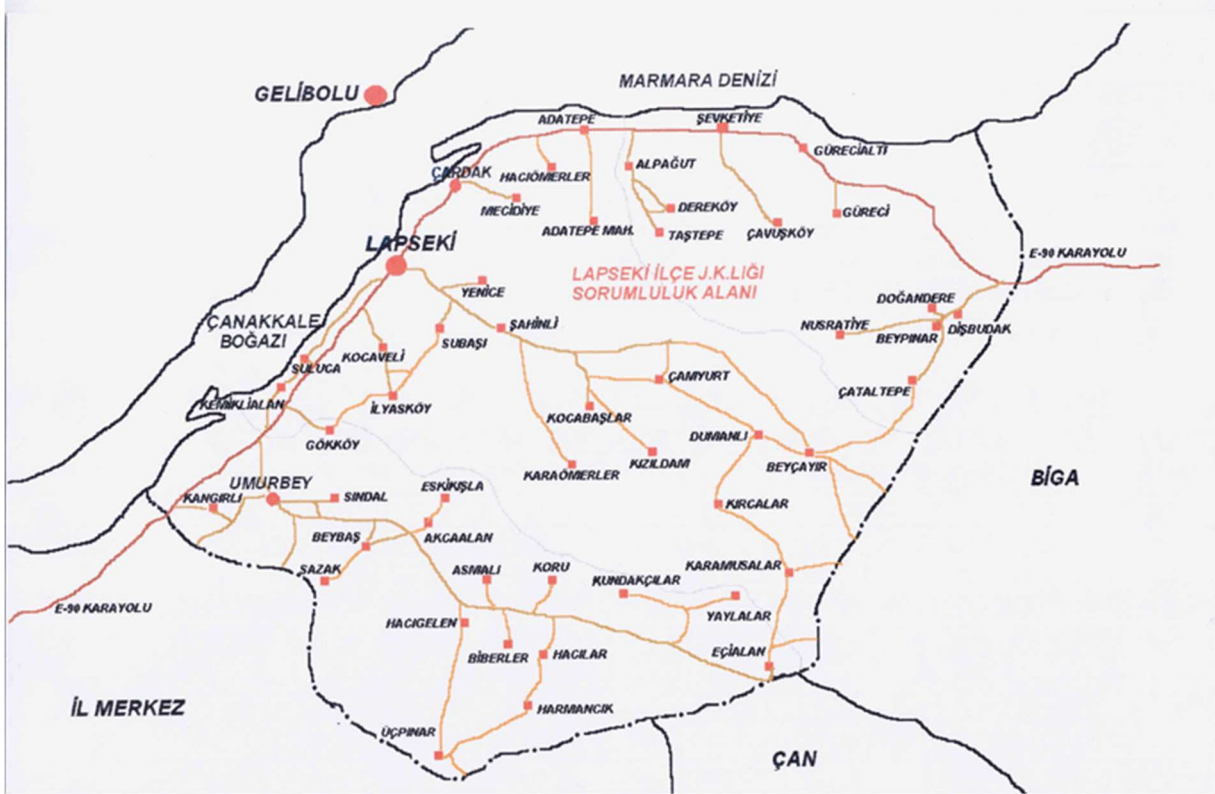 MARMARA DENİZİ
GELİBOLU
ADATEPE
ŞEVKETİYE
GÜRECİALTI
ÇARDAK
HACIÖMERLER
ALPAĞUT
MECİDİYE
DEREKÖY
GÜRECİ
ADATEPE MAH.
TAŞTEPE
ÇAVUŞKÖY
LAPSEKİ
E-90 KARAYOLU
LAPSEKİ İLÇE J.K.LIĞI
SORUMLULUK ALANI
YENİCE
DOĞANDERE
ÇANAKKALE
BOĞAZI
ŞAHİNLİ
NUSRATİYE
DİŞBUDAK
BEYPINAR
SUBAŞI
KOCAVELİ
SULUCA
ÇAMYURT
ÇATALTEPE
KEMİKLİALAN
İLYASKÖY
KOCABAŞLAR
GÖKKÖY
DUMANLI
KIZILDAM
BEYÇAYIR
KARAÖMERLER
BİGA
UMURBEY
ESKİKIŞLA
KANGIRLI
SINDAL
KIRCALAR
BEYBAŞ
AKCAALAN
SAZAK
ASMALI
KORU
KUNDAKÇILAR
KARAMUSALAR
E-90 KARAYOLU
YAYLALAR
HACIGELEN
BİBERLER
HACILAR
EÇİALAN
İL MERKEZ
HARMANCIK
ÜÇPINAR
ÇAN